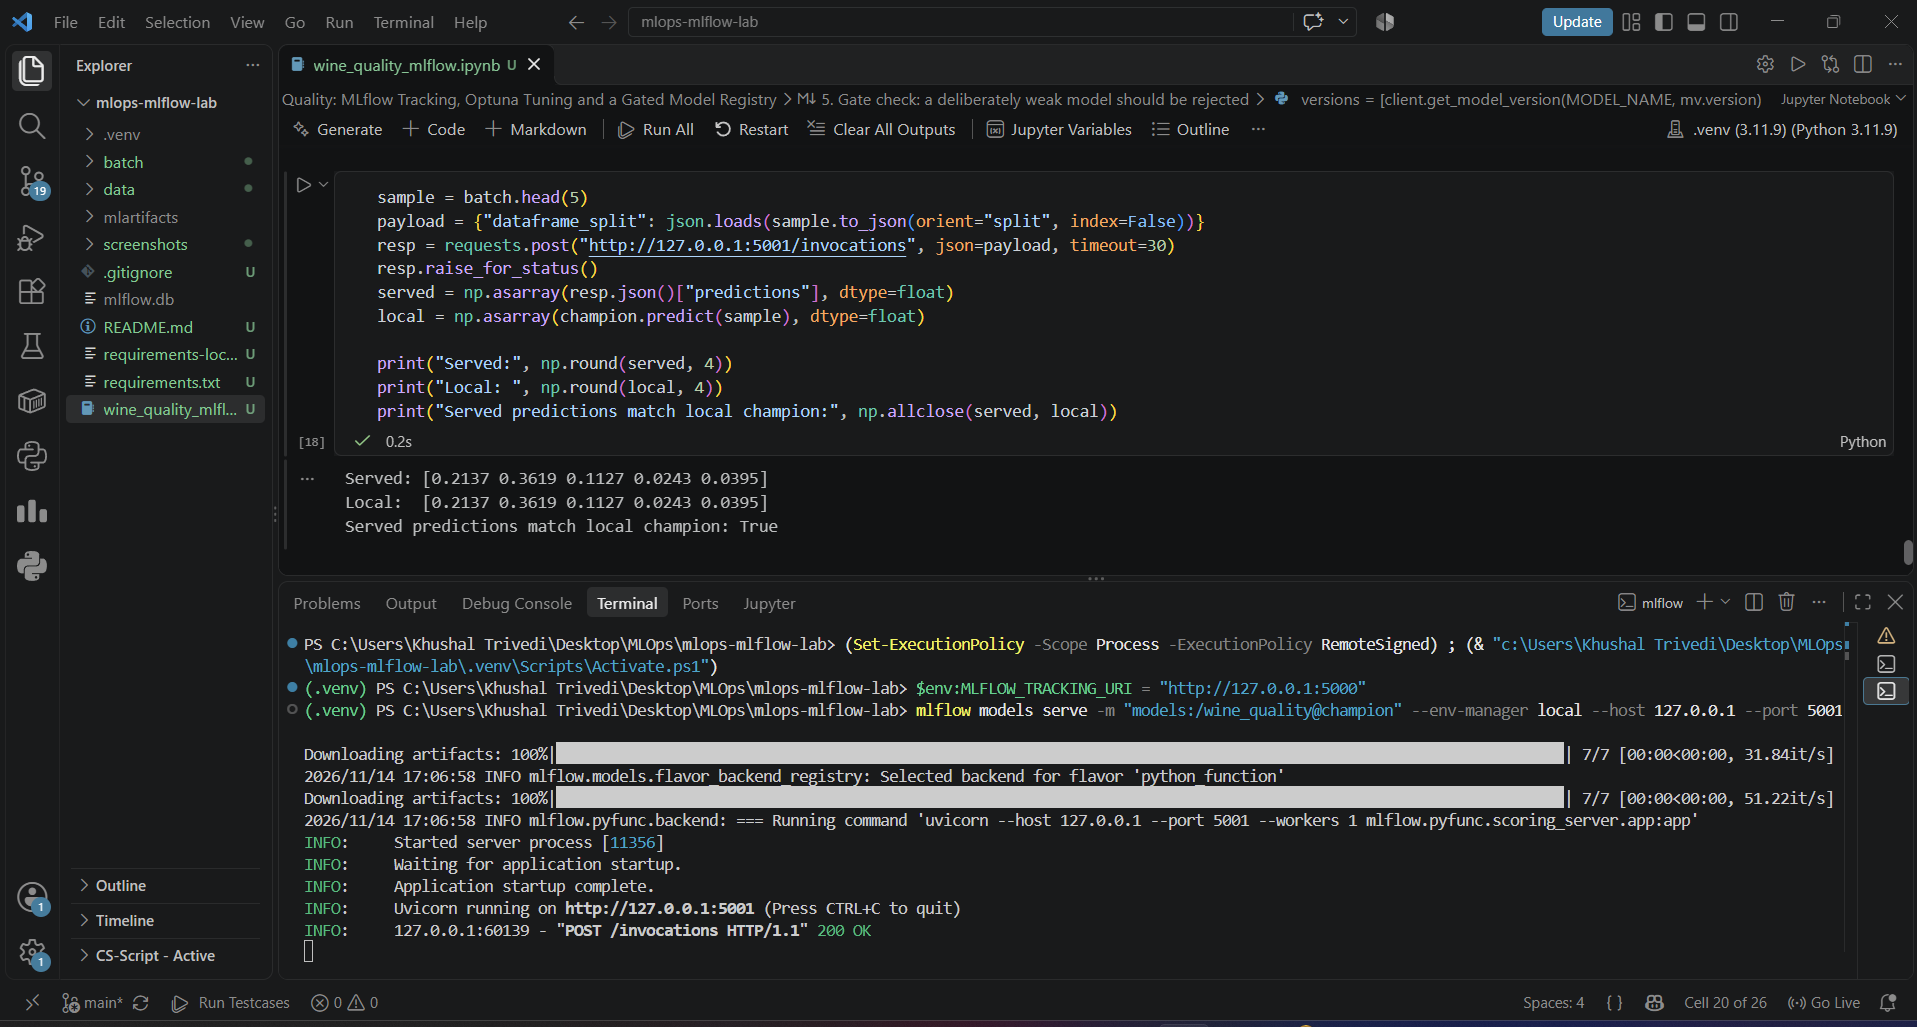 File Edit Selection View Go Run Terminal Help
mlops-mlflow-lab
Update
Explorer
mlops-mlflow-lab
.venv
batch
data
mlartifacts
screenshots
.gitignore U
mlflow.db
README.md U
requirements-loc... U
requirements.txt U
wine_quality_mlfl... U
Outline
Timeline
CS-Script - Active
19
1
1
wine_quality_mlflow.ipynb U
Quality: MLflow Tracking, Optuna Tuning and a Gated Model Registry > M↓ 5. Gate check: a deliberately weak model should be rejected > versions = [client.get_model_version(MODEL_NAME, mv.version) Jupyter Notebook
Generate + Code + Markdown Run All Restart Clear All Outputs Jupyter Variables Outline ... .venv (3.11.9) (Python 3.11.9)
sample = batch.head(5)
payload = {"dataframe_split": json.loads(sample.to_json(orient="split", index=False))}
resp = requests.post("http://127.0.0.1:5001/invocations", json=payload, timeout=30)
resp.raise_for_status()
served = np.asarray(resp.json()["predictions"], dtype=float)
local = np.asarray(champion.predict(sample), dtype=float)
print("Served:", np.round(served, 4))
print("Local: ", np.round(local, 4))
print("Served predictions match local champion:", np.allclose(served, local))
[18] 0.2s Python
Served: [0.2137 0.3619 0.1127 0.0243 0.0395]
Local:  [0.2137 0.3619 0.1127 0.0243 0.0395]
Served predictions match local champion: True
Problems Output Debug Console Terminal Ports Jupyter mlflow
PS C:\Users\Khushal Trivedi\Desktop\MLOps\mlops-mlflow-lab> (Set-ExecutionPolicy -Scope Process -ExecutionPolicy RemoteSigned) ; (& "c:\Users\Khushal Trivedi\Desktop\MLOps
\mlops-mlflow-lab\.venv\Scripts\Activate.ps1")
(.venv) PS C:\Users\Khushal Trivedi\Desktop\MLOps\mlops-mlflow-lab> $env:MLFLOW_TRACKING_URI = "http://127.0.0.1:5000"
(.venv) PS C:\Users\Khushal Trivedi\Desktop\MLOps\mlops-mlflow-lab> mlflow models serve -m "models:/wine_quality@champion" --env-manager local --host 127.0.0.1 --port 5001
Downloading artifacts: 100%| | 7/7 [00:00<00:00, 31.84it/s]
2026/11/14 17:06:58 INFO mlflow.models.flavor_backend_registry: Selected backend for flavor 'python_function'
Downloading artifacts: 100%| | 7/7 [00:00<00:00, 51.22it/s]
2026/11/14 17:06:58 INFO mlflow.pyfunc.backend: === Running command 'uvicorn --host 127.0.0.1 --port 5001 --workers 1 mlflow.pyfunc.scoring_server.app:app'
INFO:     Started server process [11356]
INFO:     Waiting for application startup.
INFO:     Application startup complete.
INFO:     Uvicorn running on http://127.0.0.1:5001 (Press CTRL+C to quit)
INFO:     127.0.0.1:60139 - "POST /invocations HTTP/1.1" 200 OK
main* Run Testcases 0 0 Spaces: 4 { } Cell 20 of 26 Go Live